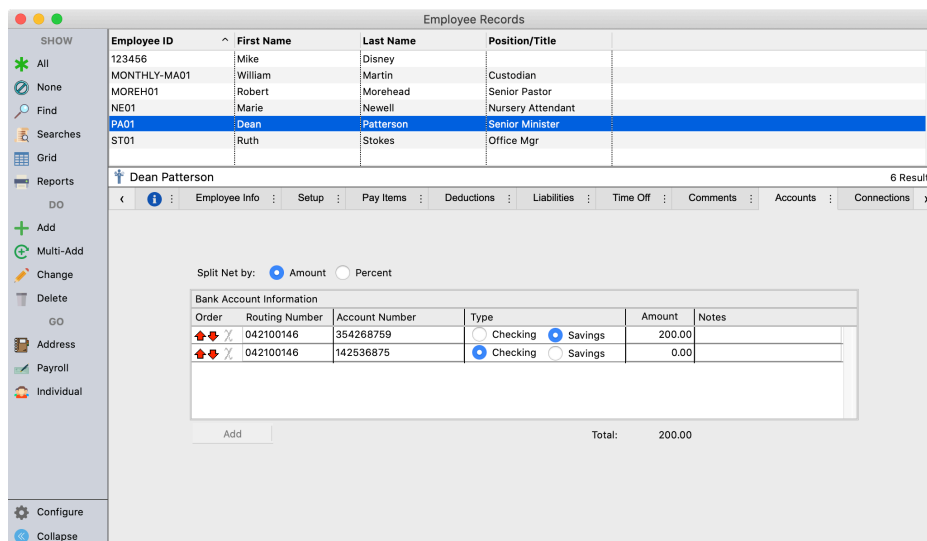 Employee Records
SHOW
All
None
Find
Searches
Grid
Reports
DO
Add
Multi-Add
Change
Delete
GO
Address
Payroll
Individual
Configure
Collapse
Employee ID First Name Last Name Position/Title
123456 Mike Disney
MONTHLY-MA01 William Martin Custodian
MOREH01 Robert Morehead Senior Pastor
NE01 Marie Newell Nursery Attendant
PA01 Dean Patterson Senior Minister
ST01 Ruth Stokes Office Mgr
Dean Patterson 6 Result
Employee Info Setup Pay Items Deductions Liabilities Time Off Comments Accounts Connections
Split Net by: Amount Percent
Bank Account Information
Order Routing Number Account Number Type Amount Notes
042100146 354268759 Checking Savings 200.00
042100146 142536875 Checking Savings 0.00
Add Total: 200.00